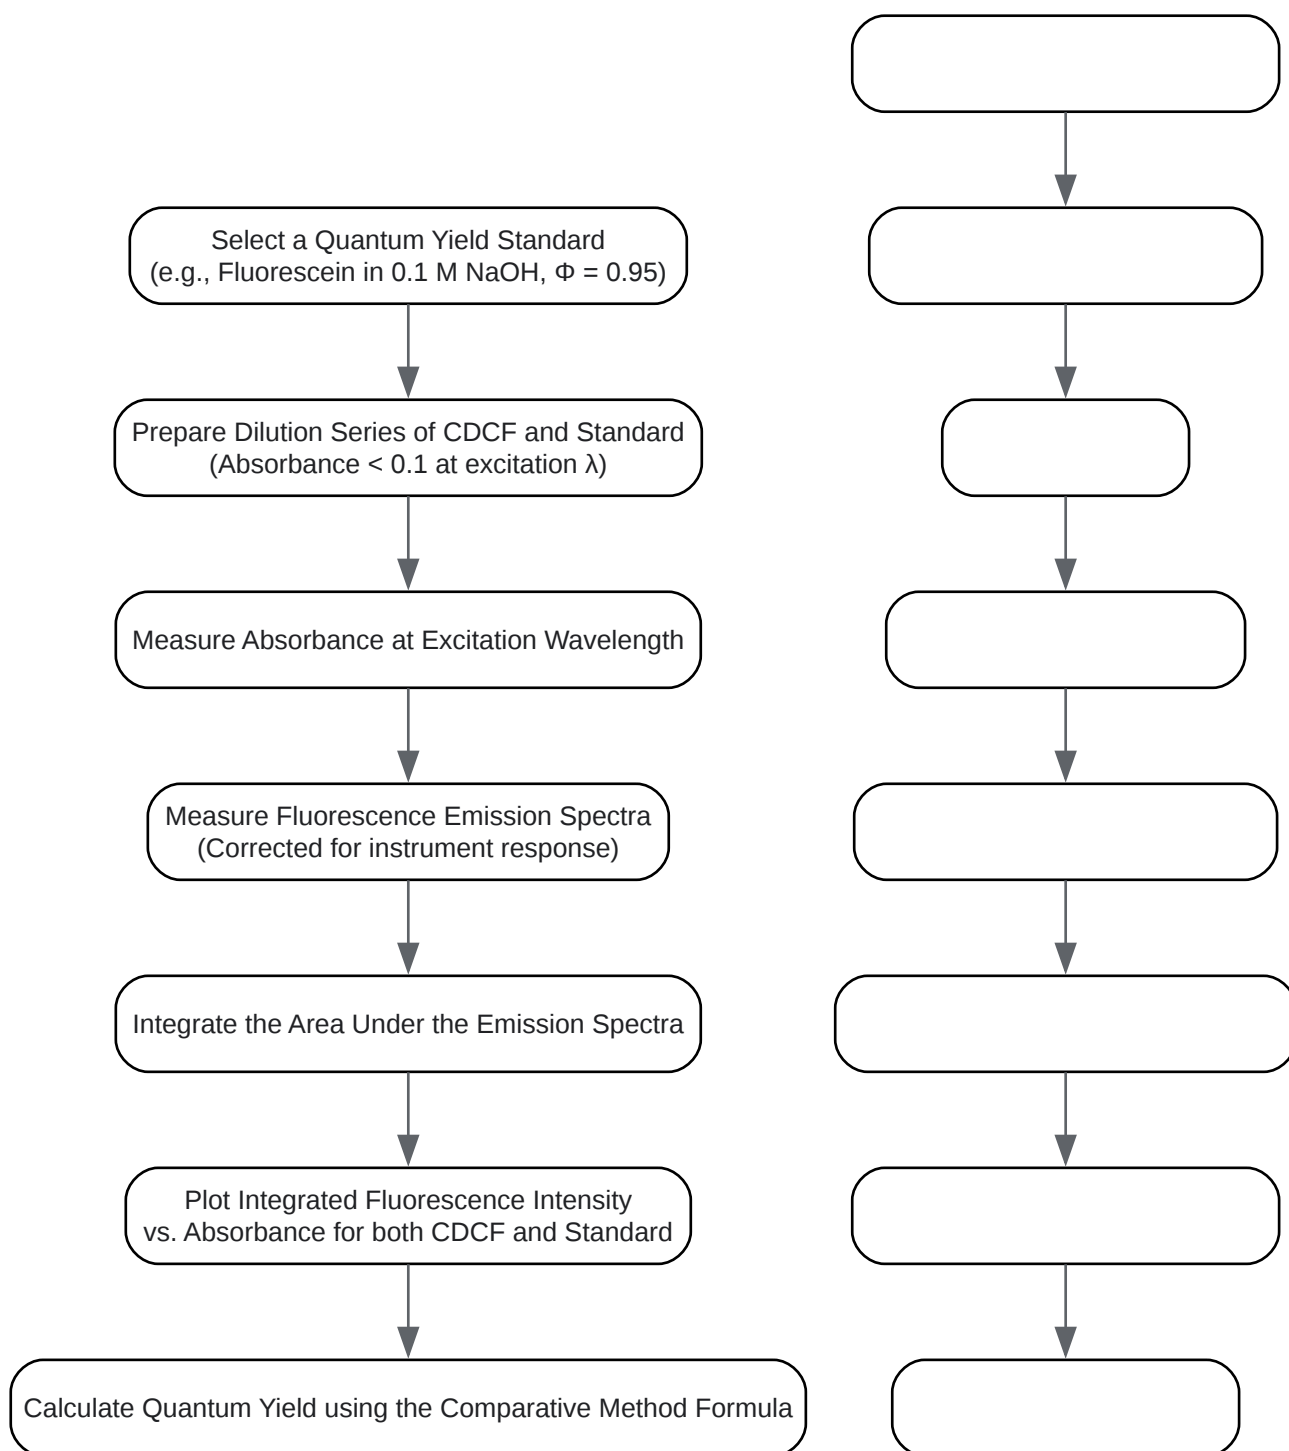 Select a Quantum Yield Standard
(e.g., Fluorescein in 0.1 M NaOH, Φ = 0.95)
Prepare Dilution Series of CDCF and Standard
(Absorbance < 0.1 at excitation λ)
Measure Absorbance at Excitation Wavelength
Measure Fluorescence Emission Spectra
(Corrected for instrument response)
Integrate the Area Under the Emission Spectra
Plot Integrated Fluorescence Intensity
vs. Absorbance for both CDCF and Standard
Calculate Quantum Yield using the Comparative Method Formula